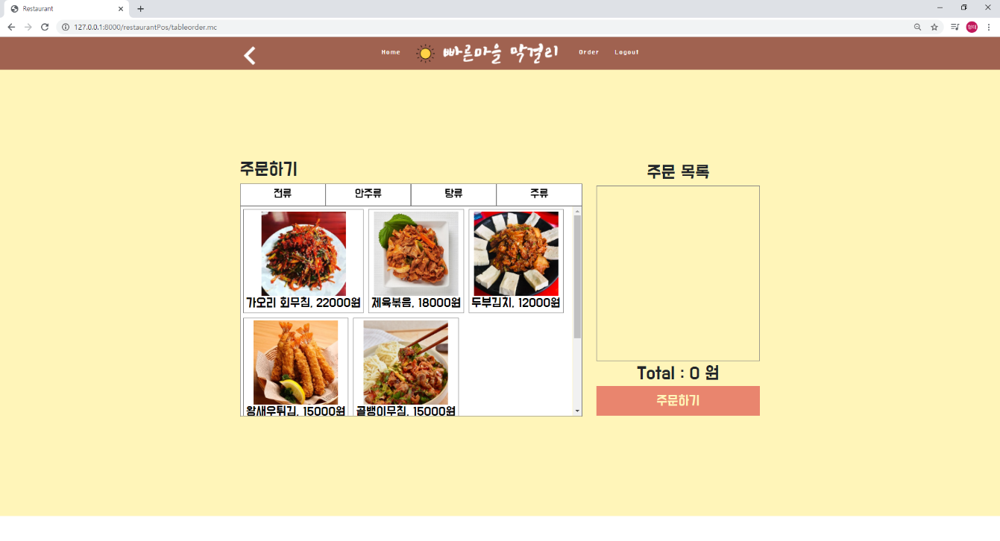 Restaurant
127.0.0.1:8000/restaurantPos/tableorder.mc
형대
Home
빠른마을 막걸리
Order
Logout
주문하기
전류
안주류
탕류
주류
가오리 회무침, 22000원
제육볶음, 18000원
두부김치, 12000원
왕새우튀김, 15000원
골뱅이무침, 15000원
주문 목록
Total : 0 원
주문하기